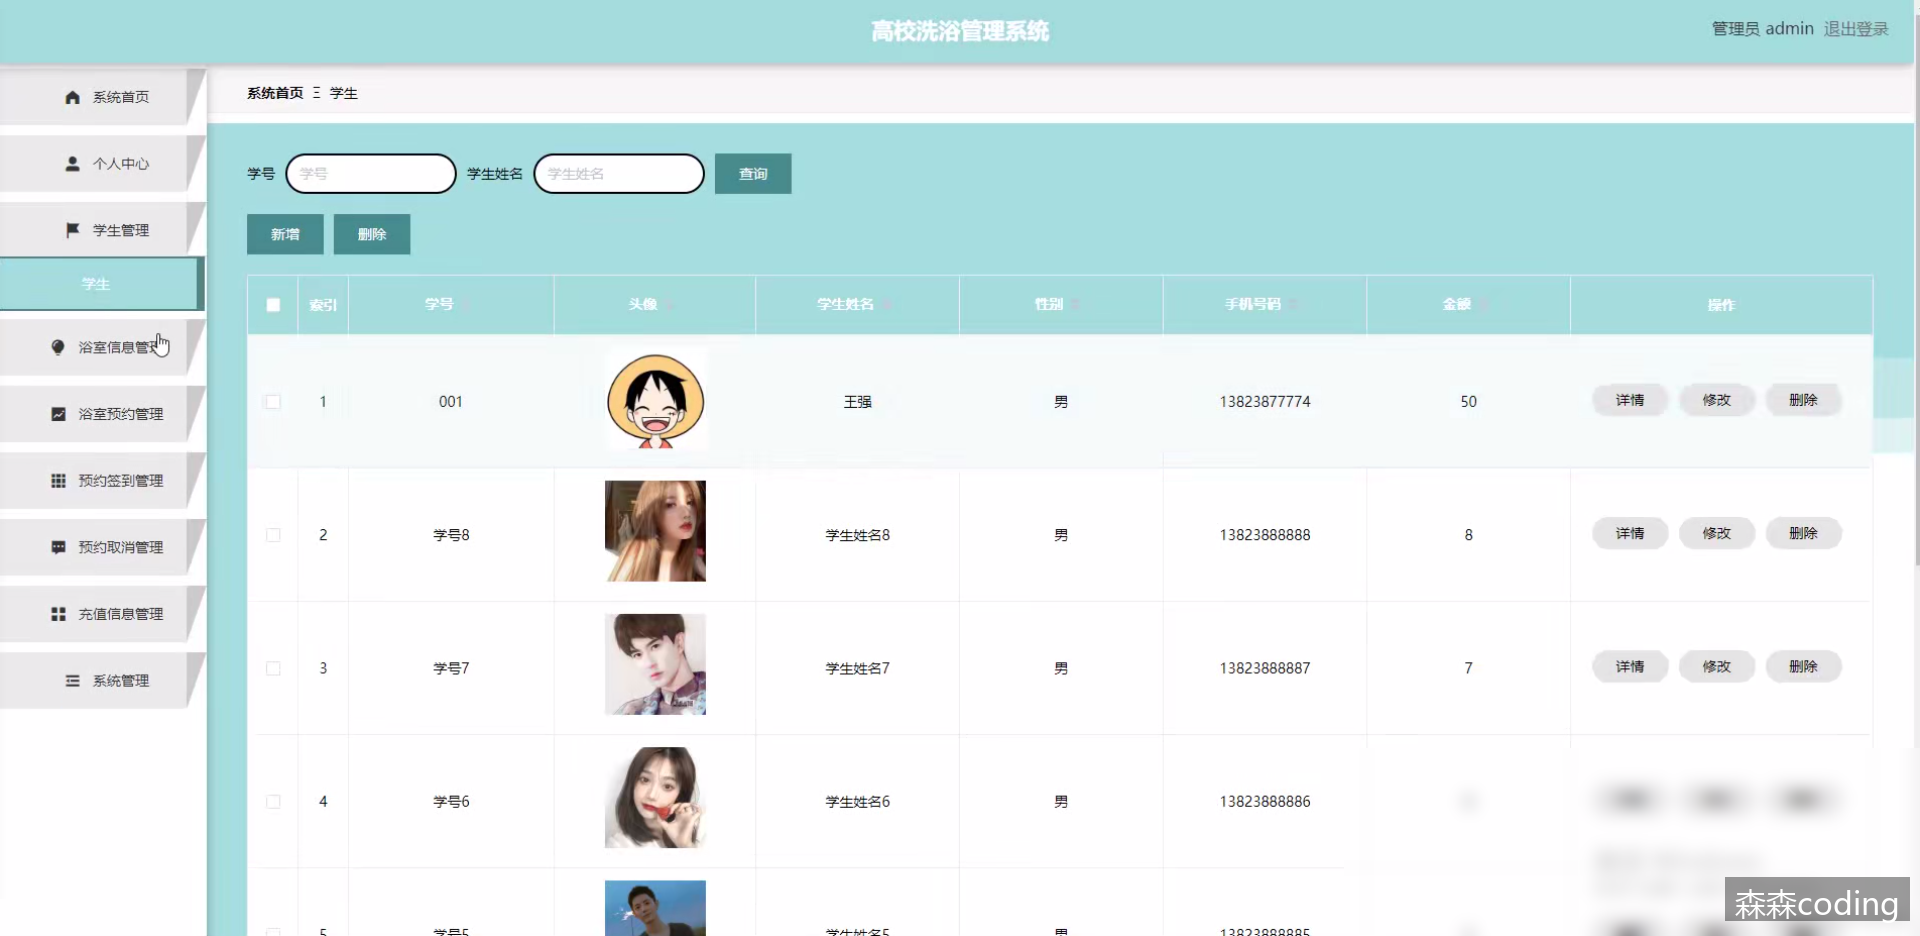 高校洗浴管理系统
管理员 admin 退出登录
系统首页
个人中心
学生管理
学生
浴室信息管理
浴室预约管理
预约签到管理
预约取消管理
充值信息管理
系统管理
系统首页 Ξ 学生
学号 学号 学生姓名 学生姓名 查询
新增 删除
索引 学号 头像 学生姓名 性别 手机号码 金额 操作
1 001 王强 男 13823877774 50 详情 修改 删除
2 学号8 学生姓名8 男 13823888888 8 详情 修改 删除
3 学号7 学生姓名7 男 13823888887 7 详情 修改 删除
4 学号6 学生姓名6 男 13823888886
5 学号5 学生姓名5 男 13823888885
森森coding